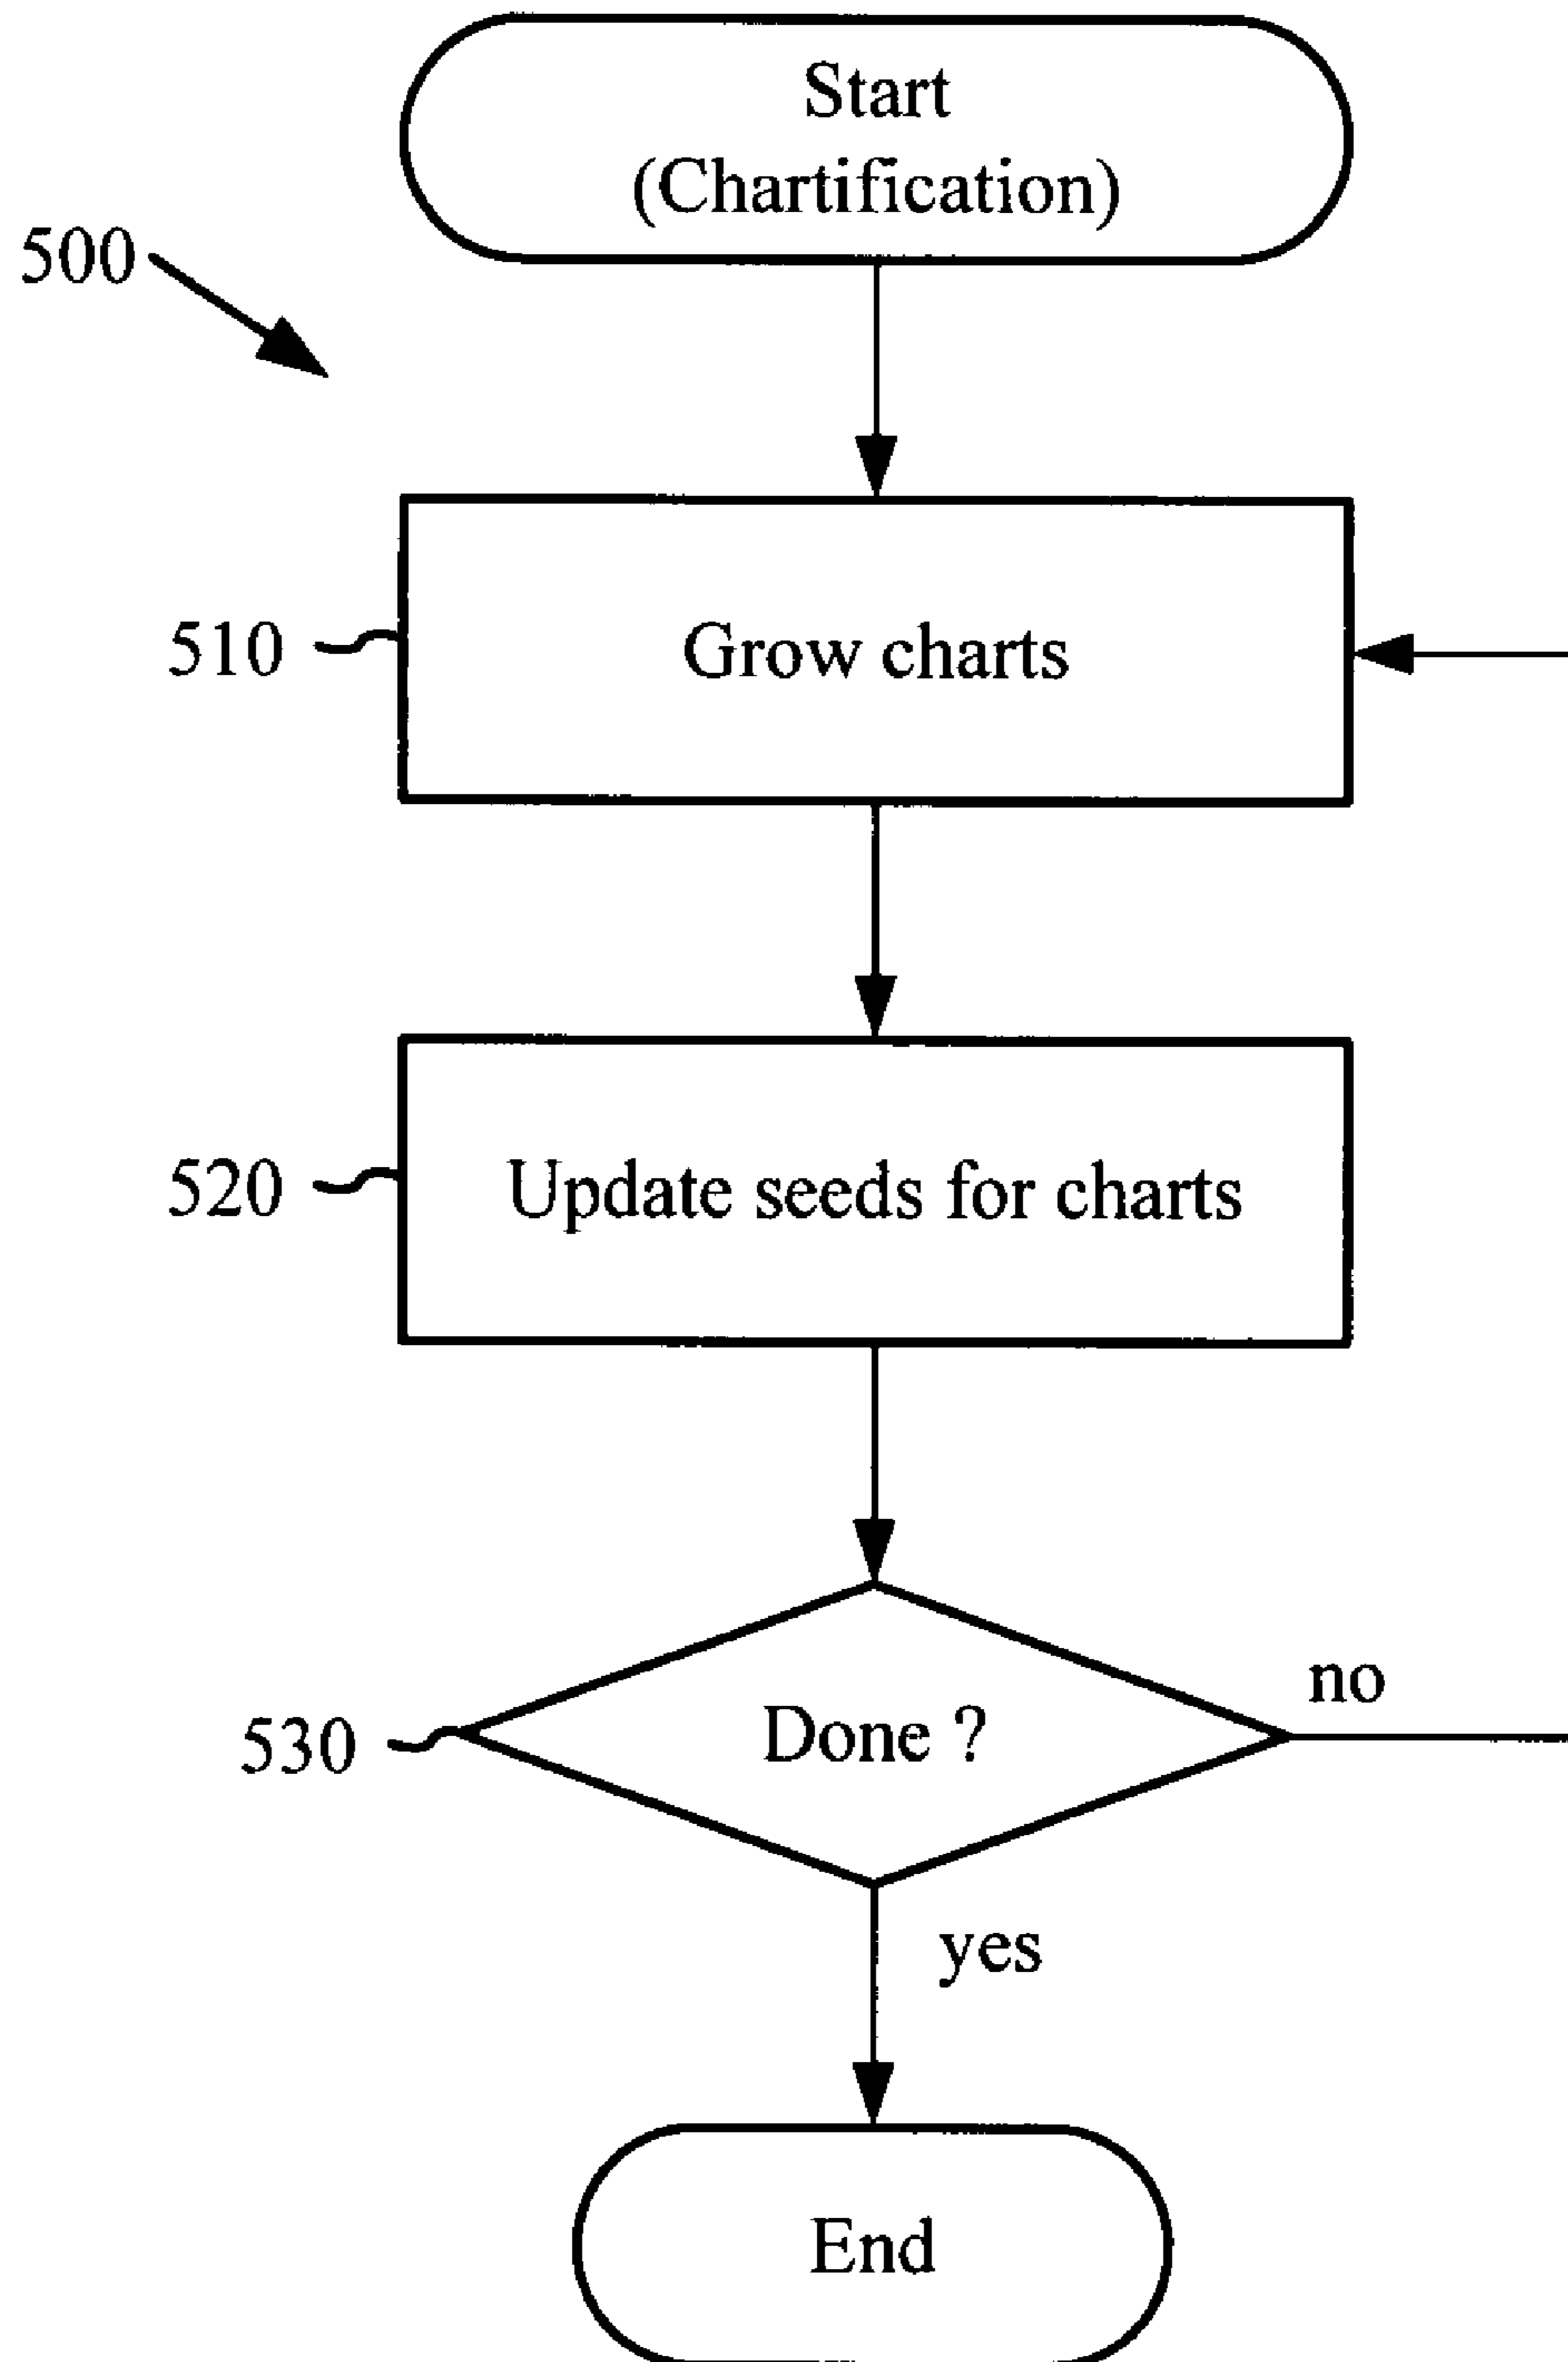 Start
(Chartification)
500
510
Grow charts
520
Update seeds for charts
530
Done ?
no
yes
End